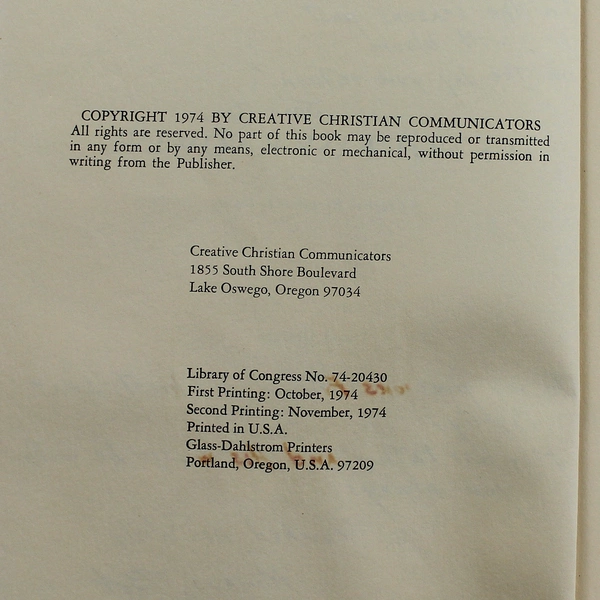 COPYRIGHT 1974 BY CREATIVE CHRISTIAN COMMUNICATORS
All rights are reserved. No part of this book may be reproduced or transmitted
in any form or by any means, electronic or mechanical, without permission in
writing from the Publisher.
Creative Christian Communicators
1855 South Shore Boulevard
Lake Oswego, Oregon 97034
Library of Congress No. 74-20430
First Printing: October, 1974
Second Printing: November, 1974
Printed in U.S.A.
Glass-Dahlstrom Printers
Portland, Oregon, U.S.A. 97209